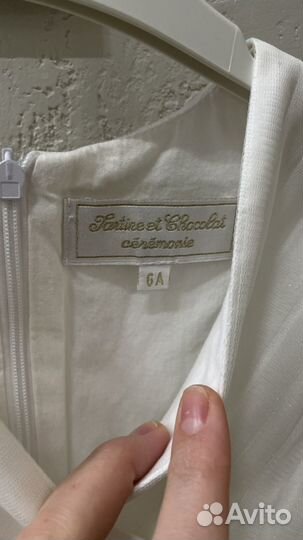 Tartine et Chocolat
cérémonie
6A
Avito